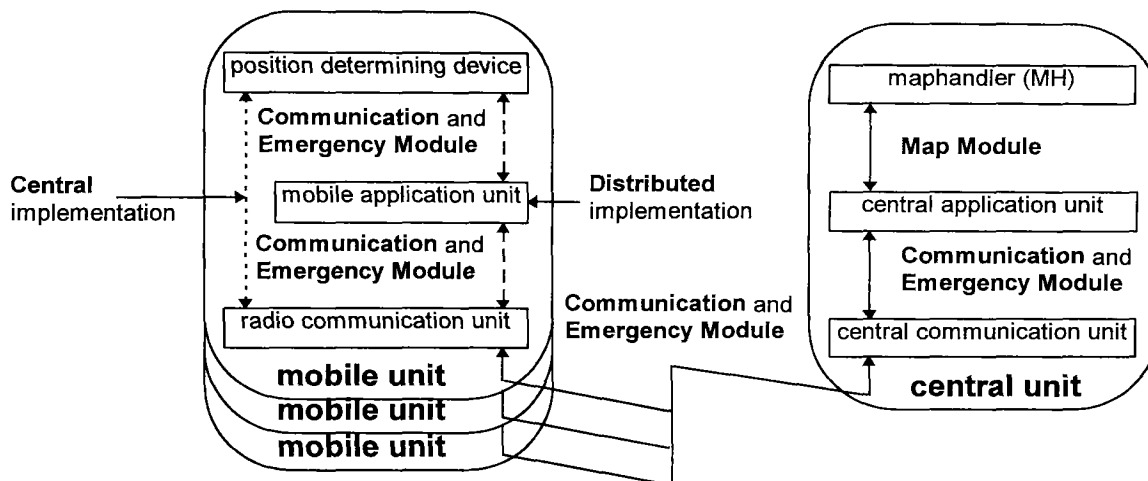 position determining device
Communication and
Emergency Module
Central
implementation
mobile application unit
Distributed
implementation
Communication and
Emergency Module
radio communication unit
mobile unit
mobile unit
mobile unit
Communication and
Emergency Module
maphandler (MH)
Map Module
central application unit
Communication and
Emergency Module
central communication unit
central unit